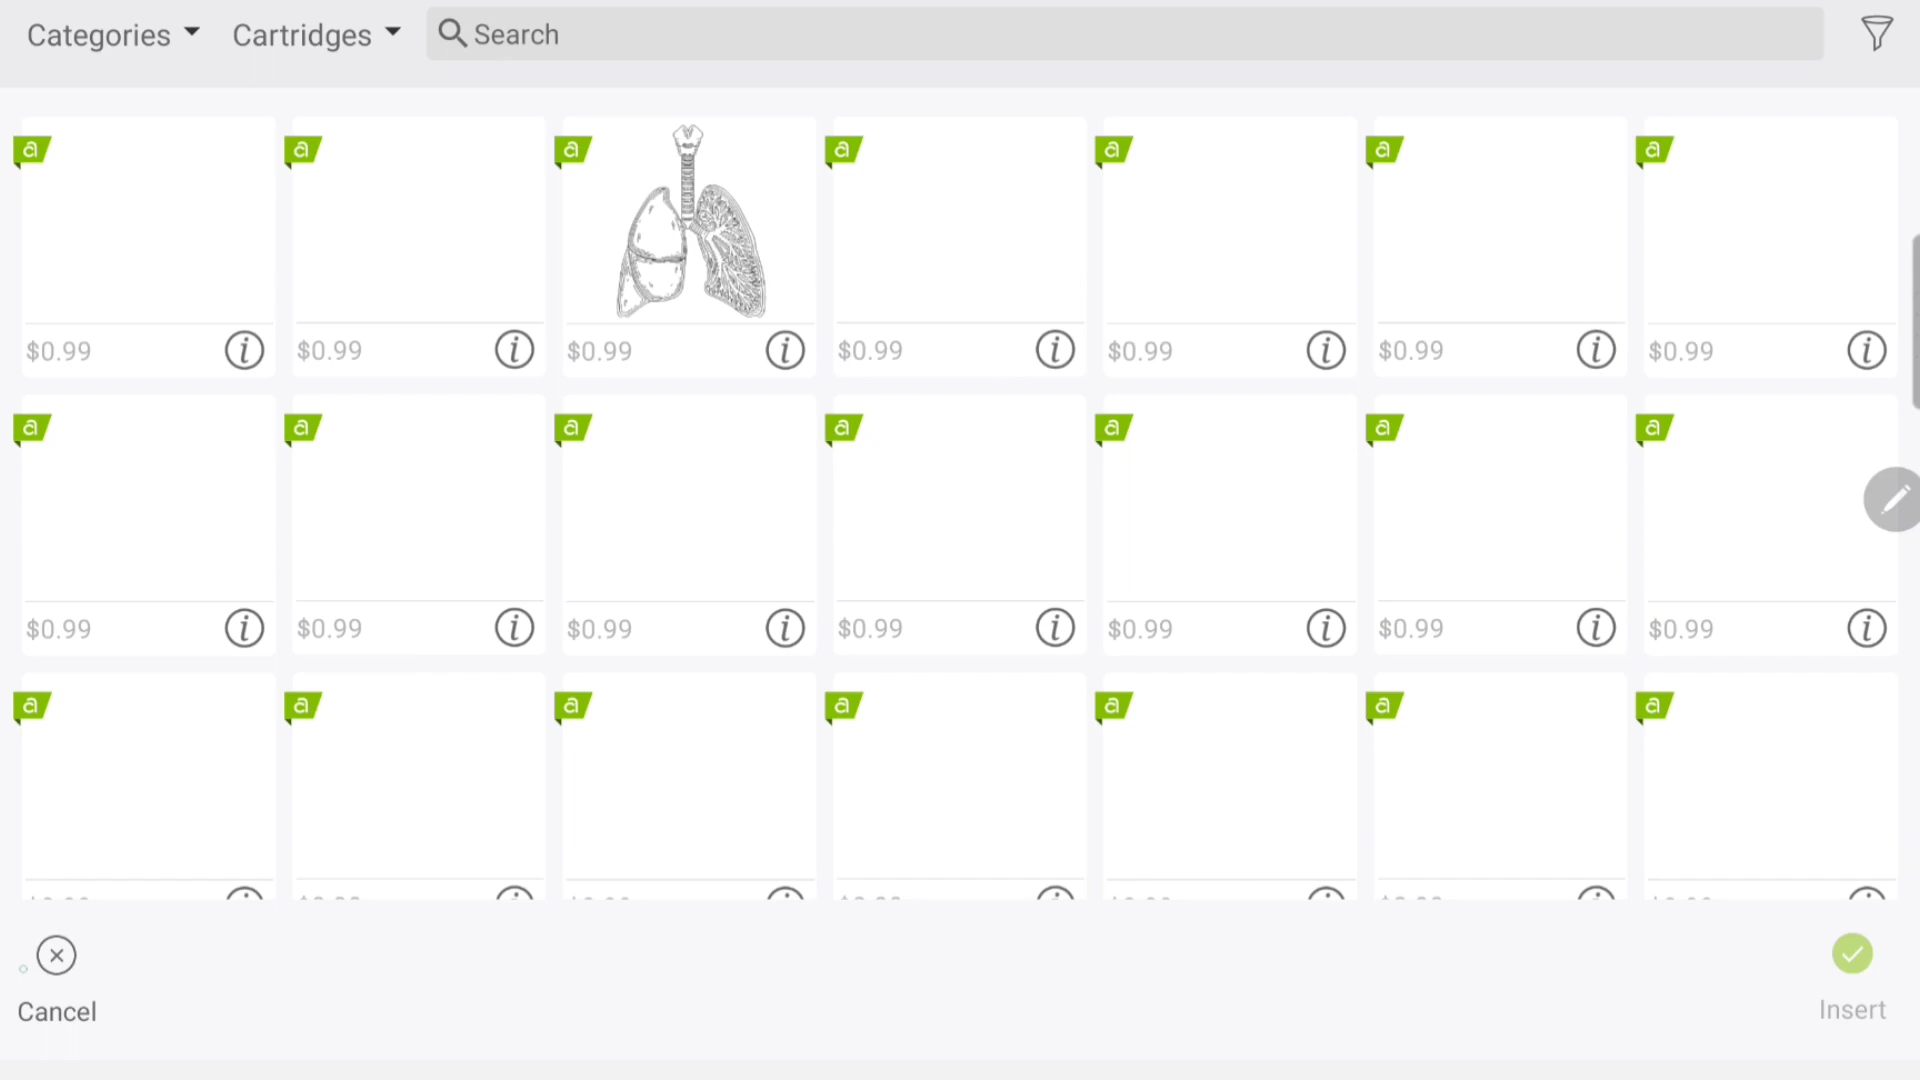 Categories Cartridges Search
a a a a a a a
$0.99 i $0.99 i $0.99 i $0.99 i $0.99 i $0.99 i $0.99 i
a a a a a a a
$0.99 i $0.99 i $0.99 i $0.99 i $0.99 i $0.99 i $0.99 i
a a a a a a a
Cancel Insert